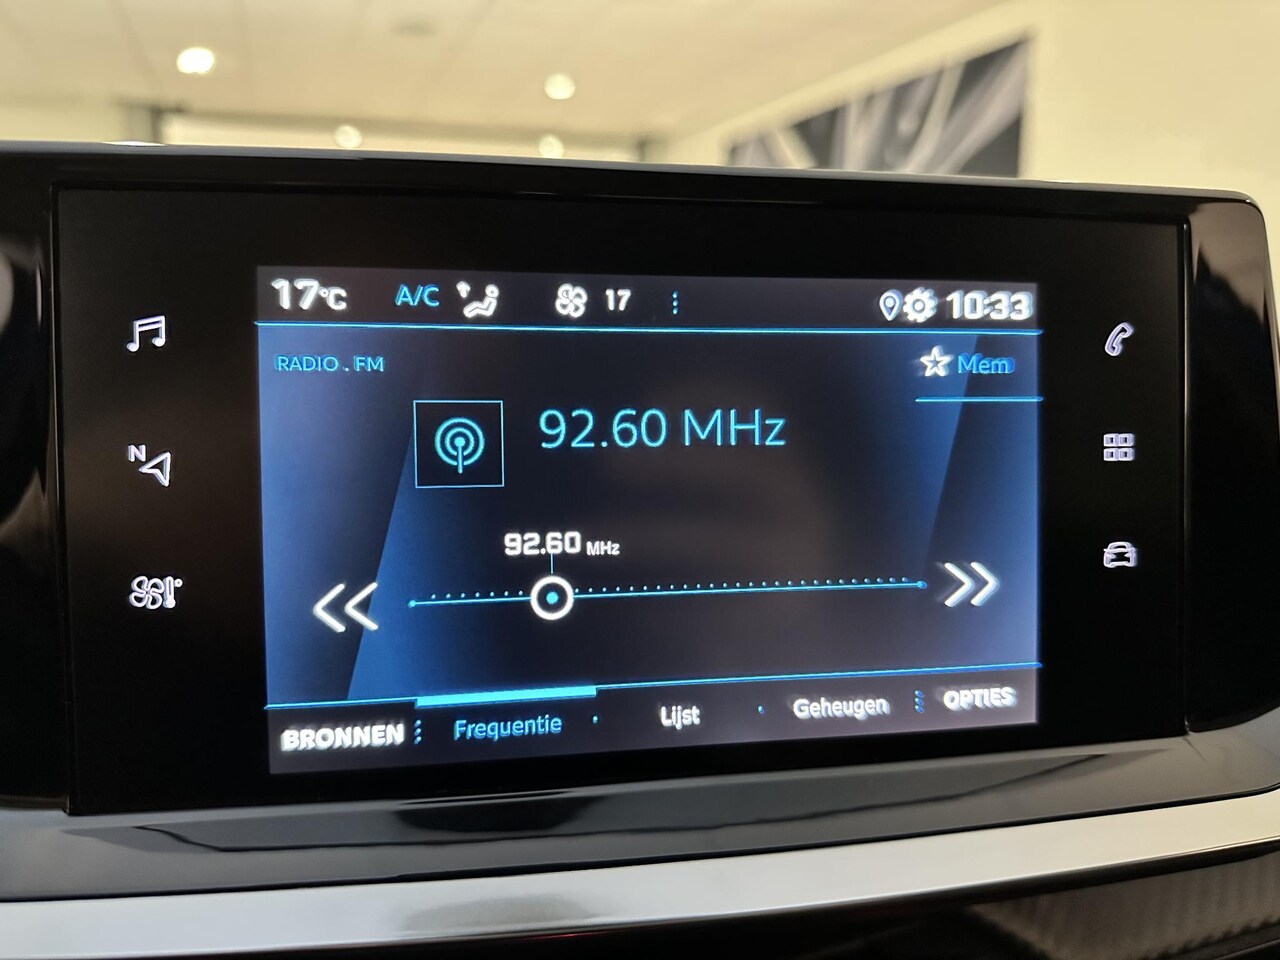 17°C A/C 17 10:33
RADIO . FM Mem
92.60 MHz
92.60 MHz
N
BRONNEN Frequentie Lijst Geheugen OPTIES